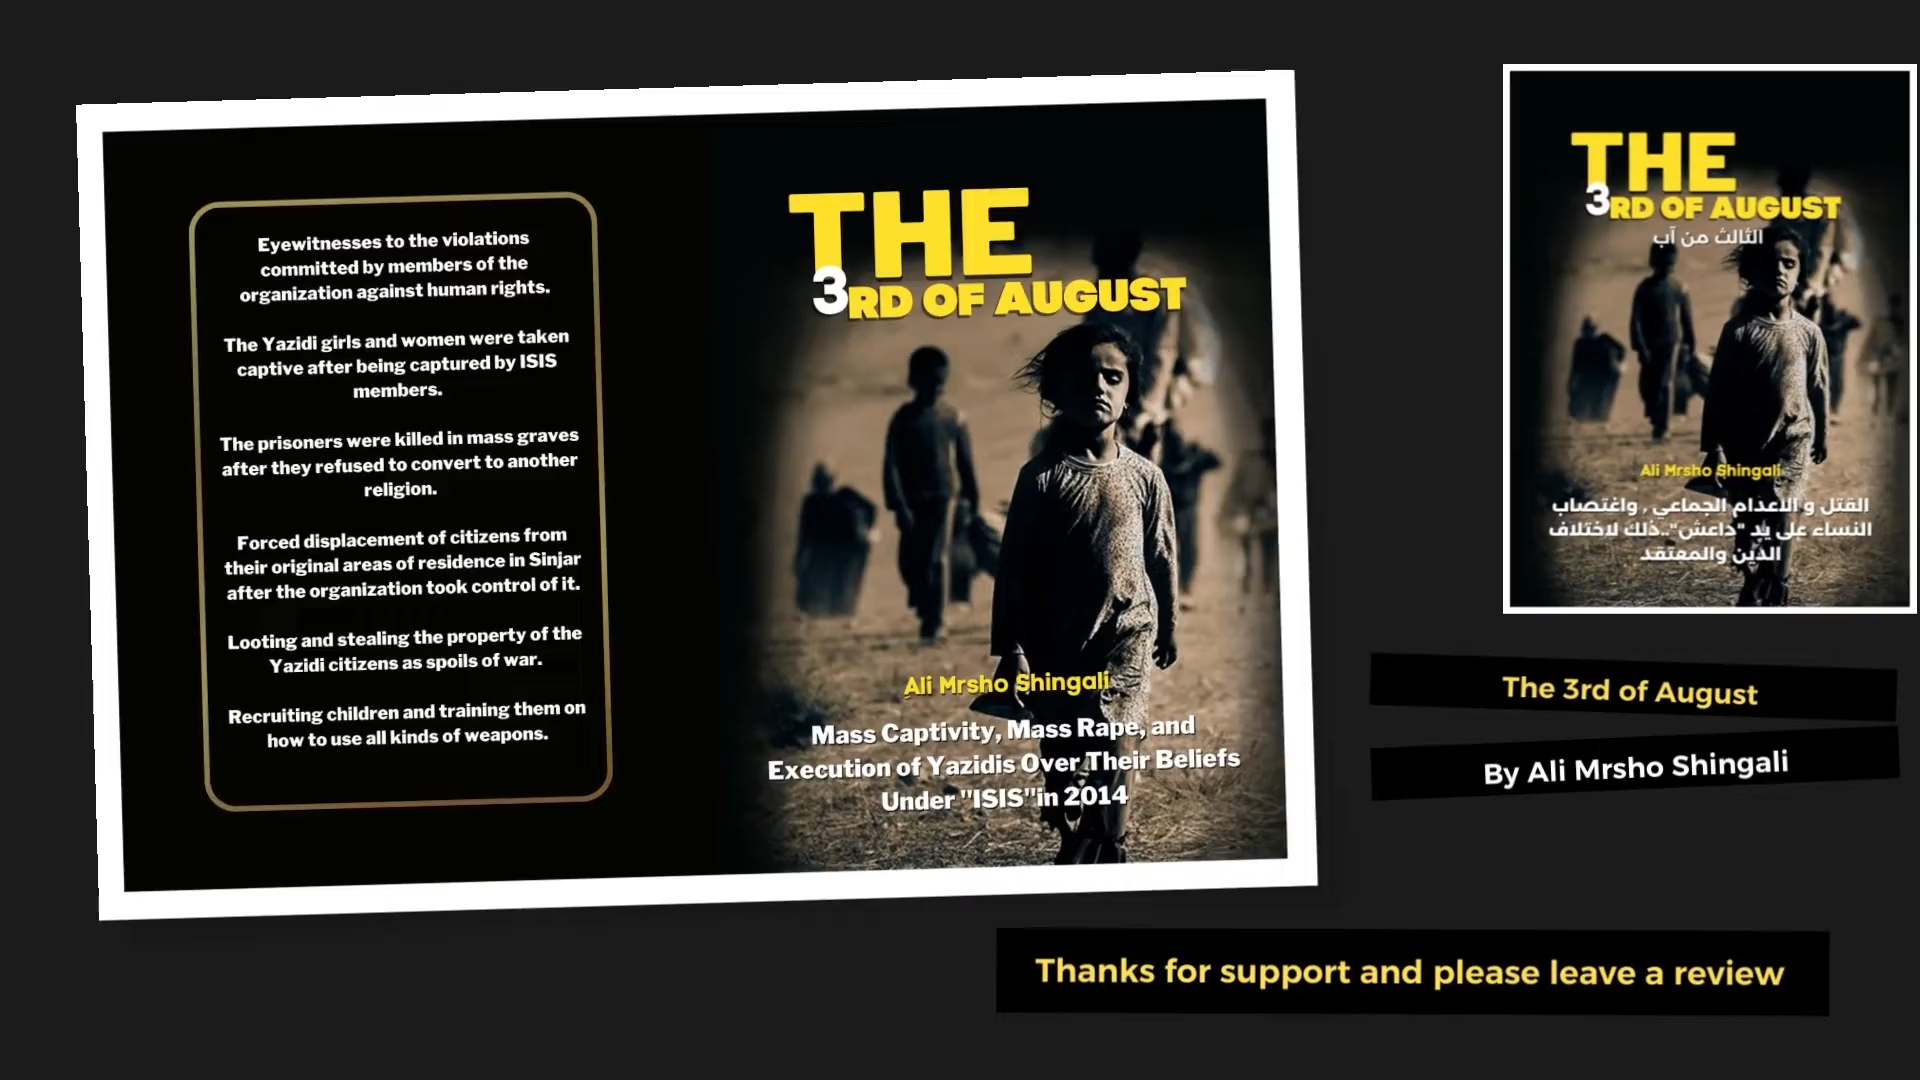 Eyewitnesses to the violations
committed by members of the
organization against human rights.
The Yazidi girls and women were taken
captive after being captured by ISIS
members.
The prisoners were killed in mass graves
after they refused to convert to another
religion.
Forced displacement of citizens from
their original areas of residence in Sinjar
after the organization took control of it.
Looting and stealing the property of the
Yazidi citizens as spoils of war.
Recruiting children and training them on
how to use all kinds of weapons.
THE
3RD OF AUGUST
Ali Mrsho Shingali
Mass Captivity, Mass Rape, and
Execution of Yazidis Over Their Beliefs
Under "ISIS"in 2014
THE
3RD OF AUGUST
الثالث من آب
Ali Mrsho Shingali
القتل و الاعدام الجماعي , واغتصاب
النساء على يد "داعش"..ذلك لاختلاف
الدين والمعتقد
The 3rd of August
By Ali Mrsho Shingali
Thanks for support and please leave a review